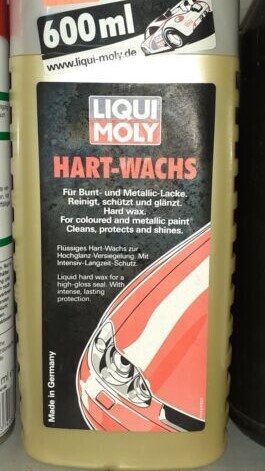 600ml
www.liqui-moly.de
LIQUI
MOLY
HART-WACHS
Für Bunt- und Metallic-Lacke.
Reinigt, schützt und glänzt.
Hard wax.
For coloured and metallic paint
Cleans, protects and shines.
Flüssiges Hart-Wachs zur
Hochglanz-Versiegelung. Mit
Intensiv-Langzeit-Schutz.
Liquid hard wax for a
high-gloss seal. With
intense, lasting
protection.
Made in Germany